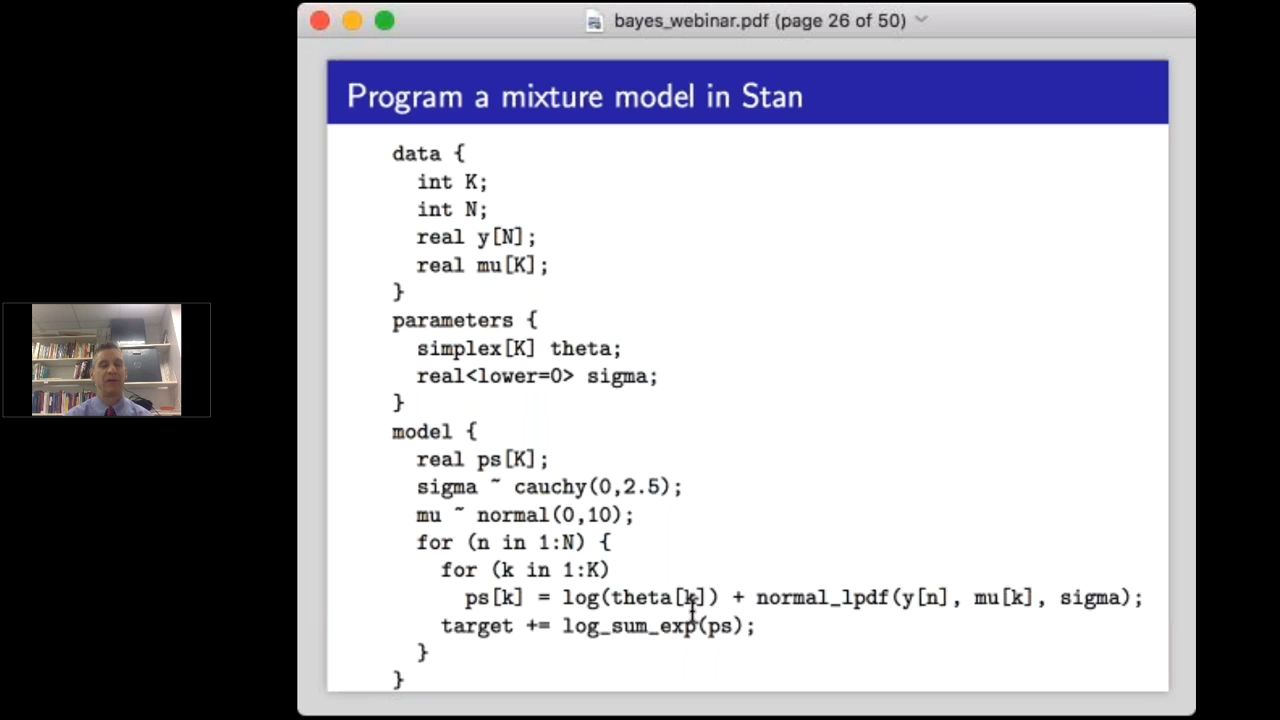 bayes_webinar.pdf (page 26 of 50)
Program a mixture model in Stan
data {
int K;
int N;
real y[N];
real mu[K];
}
parameters {
simplex[K] theta;
real<lower=0> sigma;
}
model {
real ps[K];
sigma ~ cauchy(0,2.5);
mu ~ normal(0,10);
for (n in 1:N) {
for (k in 1:K)
ps[k] = log(theta[k]) + normal_lpdf(y[n], mu[k], sigma);
target += log_sum_exp(ps);
}
}